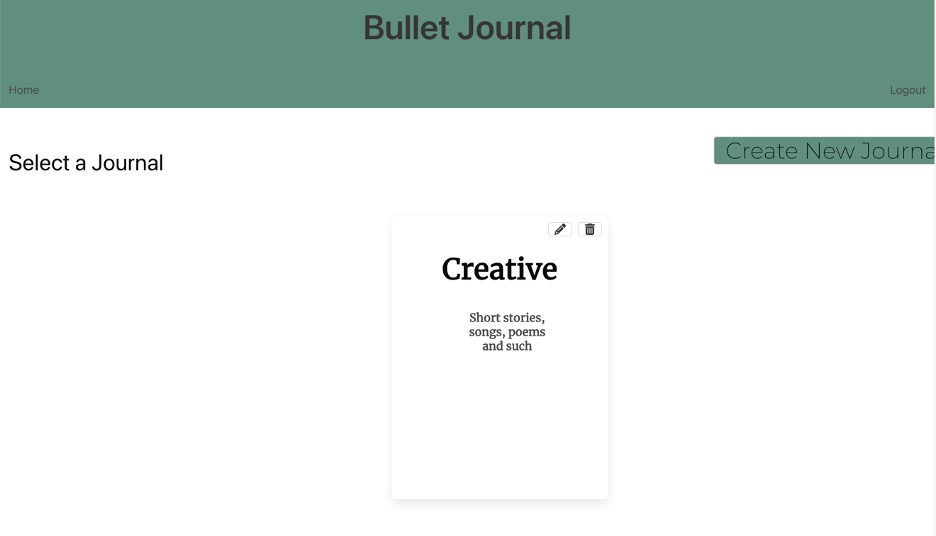 Bullet Journal
Home
Logout
Select a Journal
Create New Journa
Creative
Short stories,
songs, poems
and such